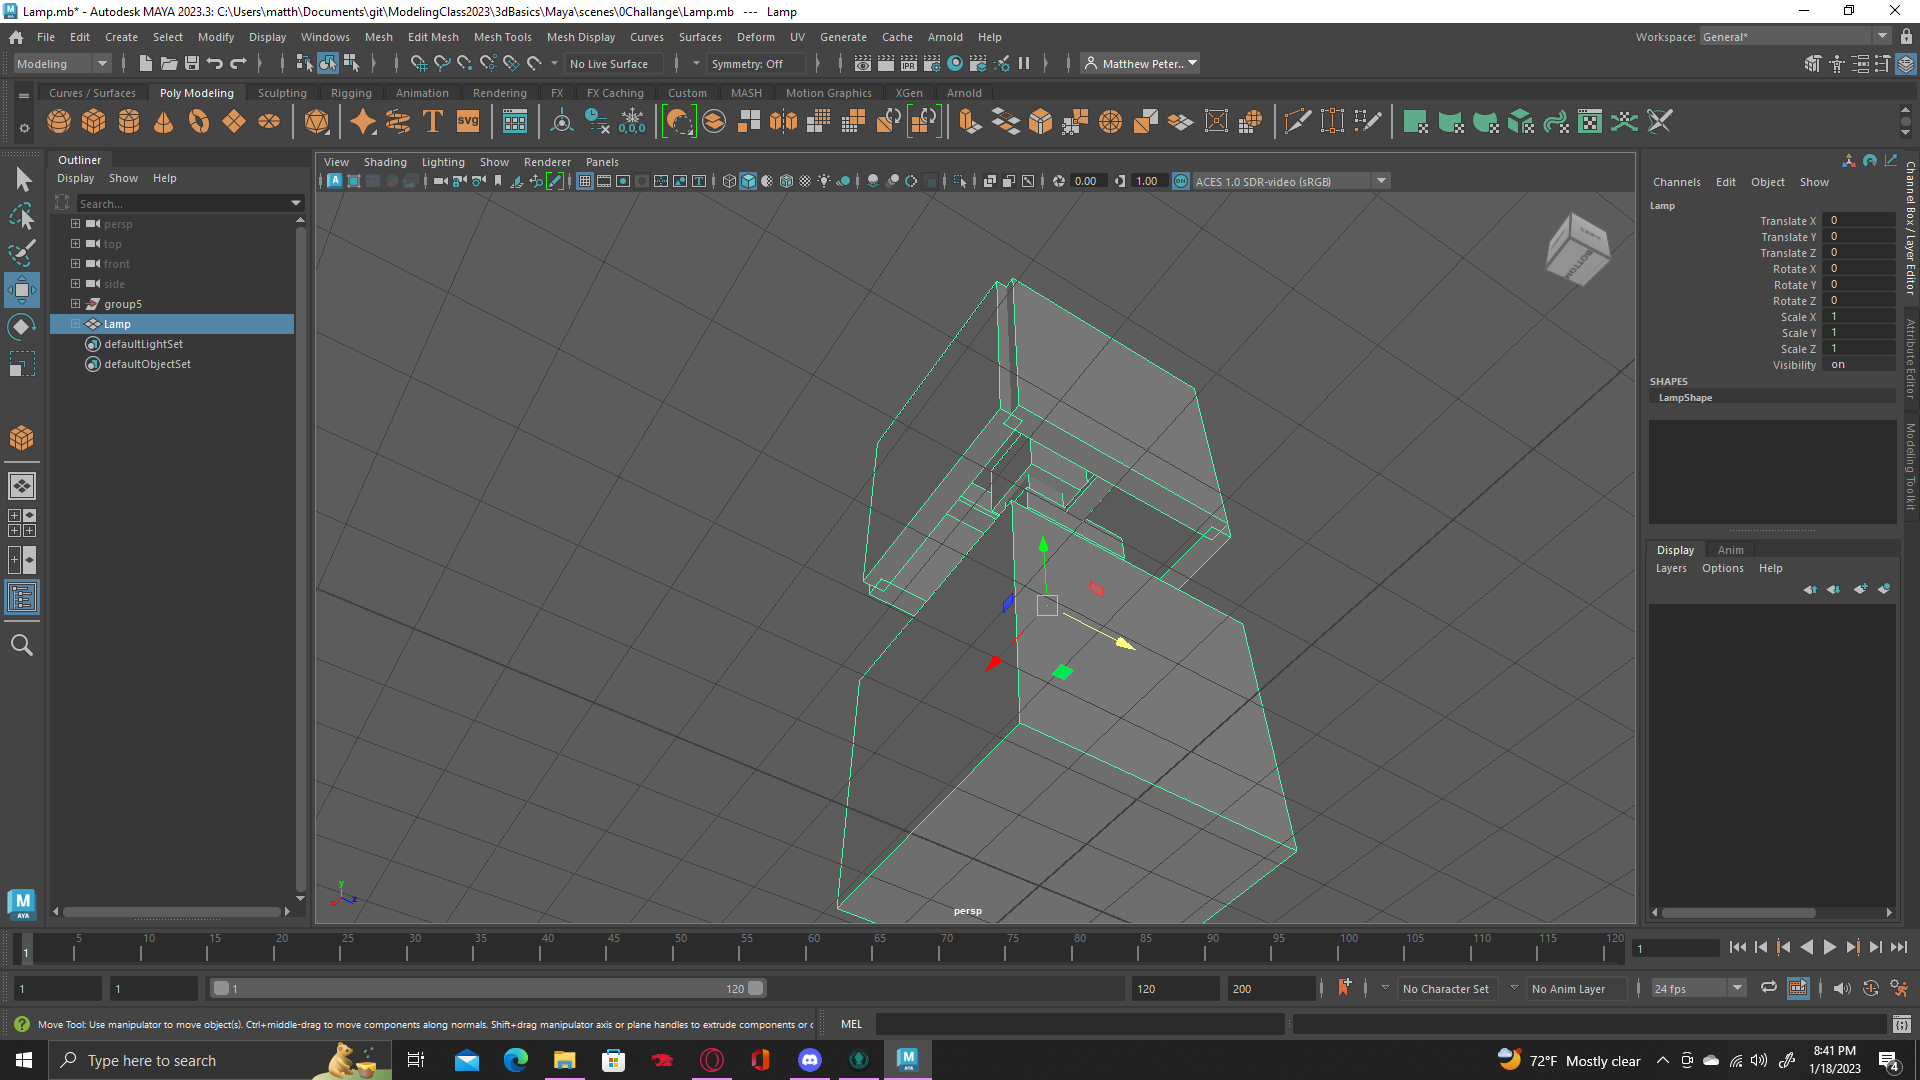 Lamp.mb* - Autodesk MAYA 2023.3: C:\Users\matth\Documents\git\ModelingClass2023\3dBasics\Maya\scenes\0Challange\Lamp.mb --- Lamp
File Edit Create Select Modify Display Windows Mesh Edit Mesh Mesh Tools Mesh Display Curves Surfaces Deform UV Generate Cache Arnold Help
Workspace: General*
Modeling
No Live Surface
Symmetry: Off
Matthew Peter...
Curves / Surfaces Poly Modeling Sculpting Rigging Animation Rendering FX FX Caching Custom MASH Motion Graphics XGen Arnold
T svg IPR 0,0,0
Outliner
Display Show Help
Search...
persp
top
front
side
group5
Lamp
defaultLightSet
defaultObjectSet
View Shading Lighting Show Renderer Panels
0.00 1.00 ON ACES 1.0 SDR-video (sRGB)
LEFT
BOTTOM
persp
y
z
Channels Edit Object Show
Lamp
Translate X 0
Translate Y 0
Translate Z 0
Rotate X 0
Rotate Y 0
Rotate Z 0
Scale X 1
Scale Y 1
Scale Z 1
Visibility on
SHAPES
LampShape
Channel Box / Layer Editor
Attribute Editor
Modeling Toolkit
Display Anim
Layers Options Help
M
AYA
1 5 10 15 20 25 30 35 40 45 50 55 60 65 70 75 80 85 90 95 100 105 110 115 120
1
1 1 1 120 120 200 No Character Set No Anim Layer 24 fps
Move Tool: Use manipulator to move object(s). Ctrl+middle-drag to move components along normals. Shift+drag manipulator axis or plane handles to extrude components or c
MEL
Type here to search
72°F Mostly clear
8:41 PM
1/18/2023
4